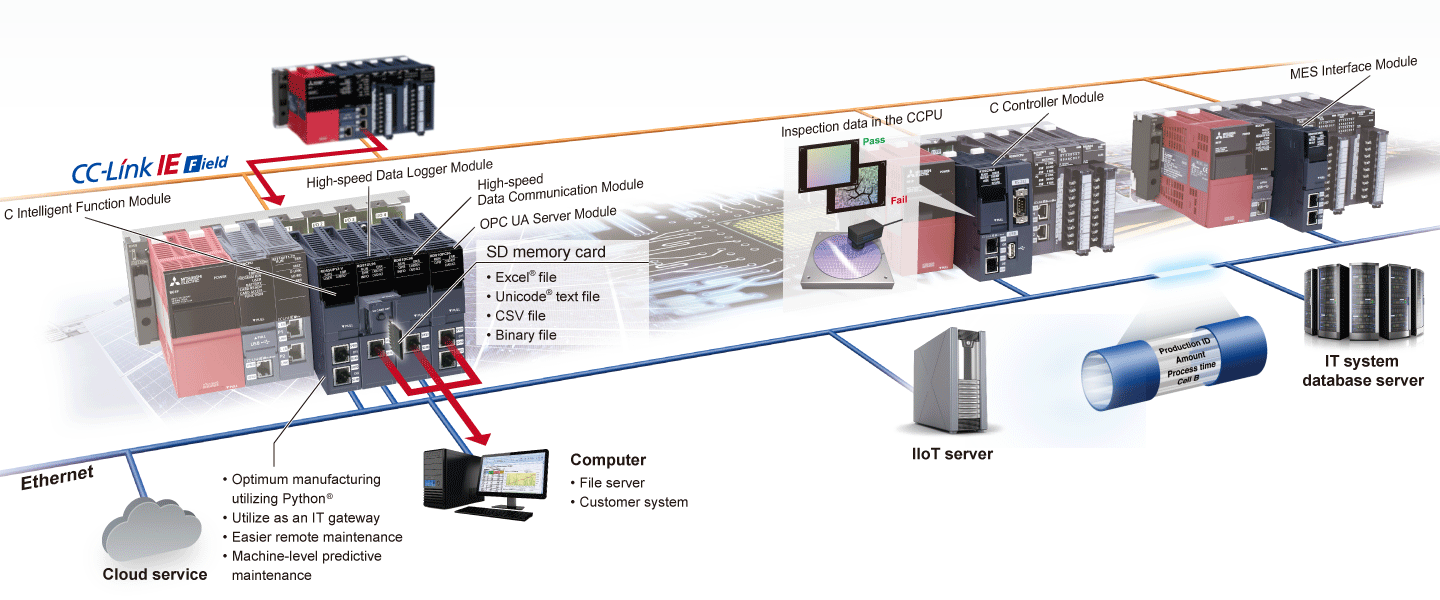 CC-Link IE Field
C Intelligent Function Module
High-speed Data Logger Module
High-speed
Data Communication Module
OPC UA Server Module
SD memory card
• Excel® file
• Unicode® text file
• CSV file
• Binary file
Inspection data in the CCPU
Pass
Fail
C Controller Module
MES Interface Module
MITSUBISHI
ELECTRIC
POWER
Production ID
Amount
Process time
Cell B
IT system
database server
IIoT server
Computer
• File server
• Customer system
Ethernet
Cloud service
• Optimum manufacturing
utilizing Python®
• Utilize as an IT gateway
• Easier remote maintenance
• Machine-level predictive
maintenance